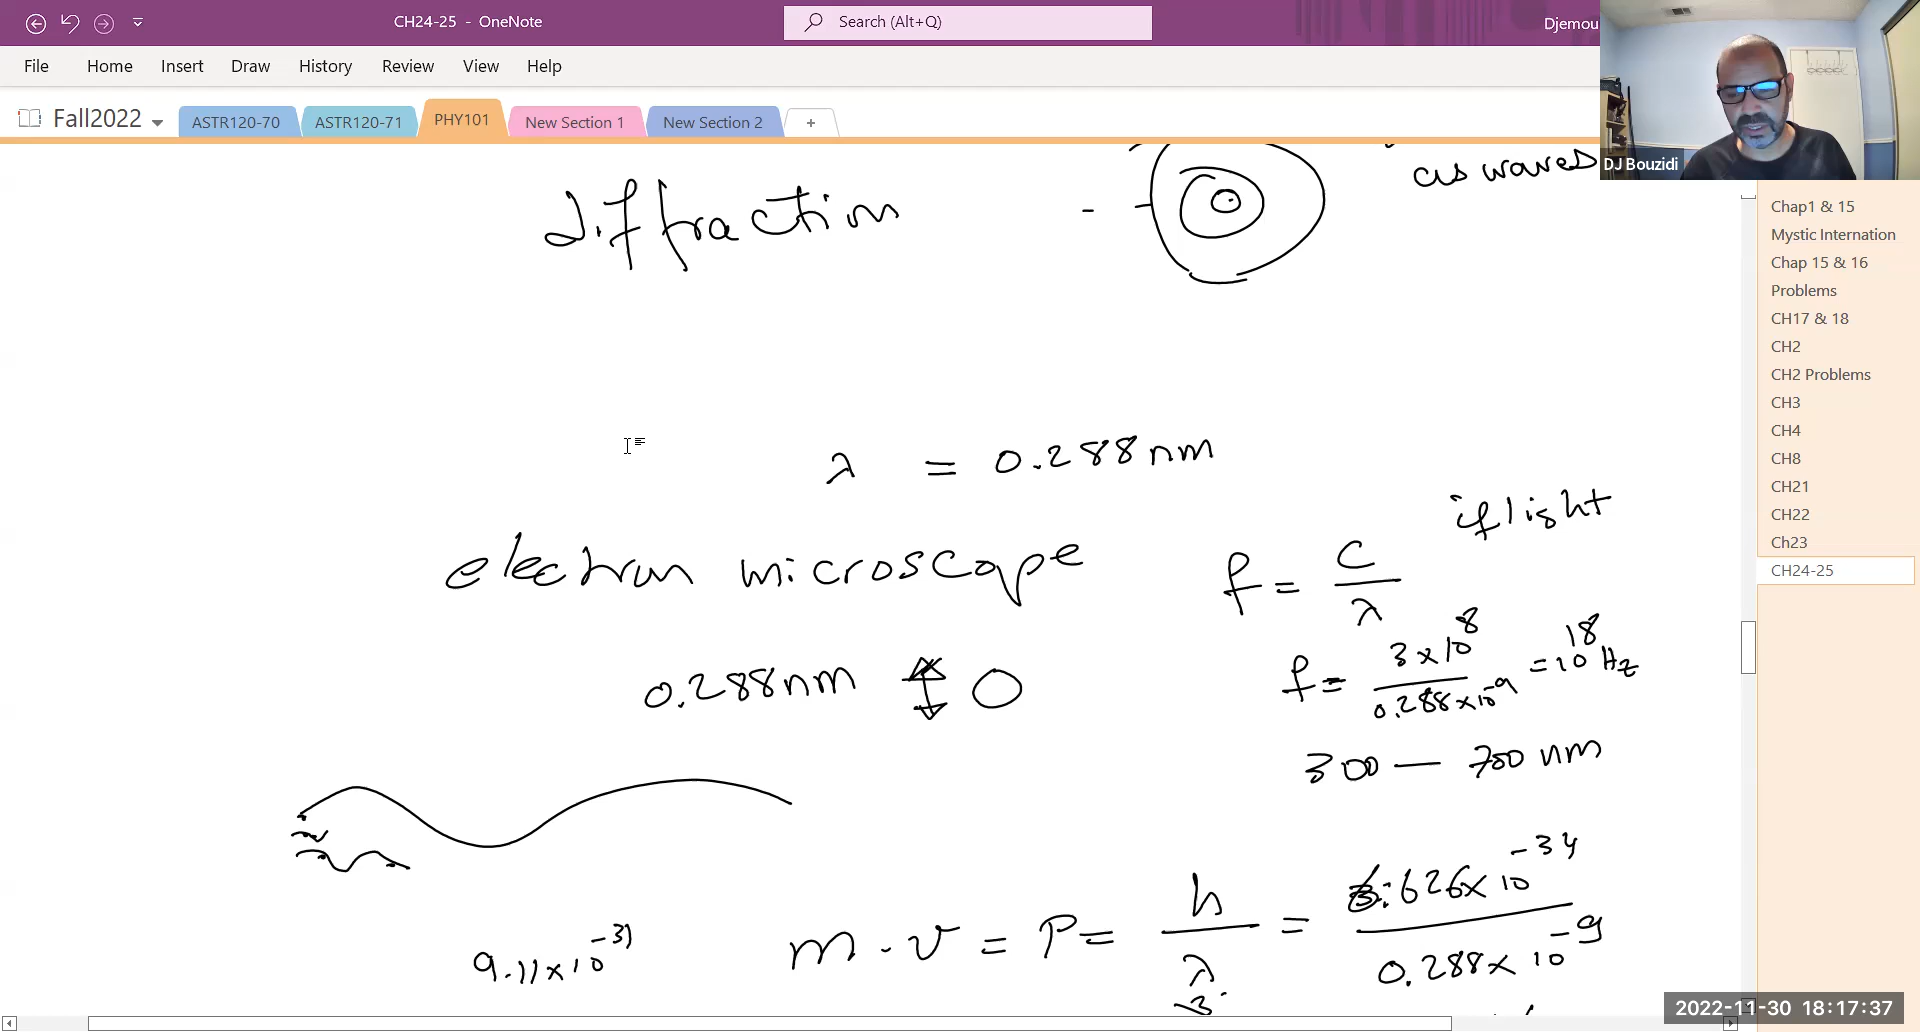 CH24-25 - OneNote
Search (Alt+Q)
Djemou
File Home Insert Draw History Review View Help
Fall2022
ASTR120-70
ASTR120-71
PHY101
New Section 1
New Section 2
+
DJ Bouzidi
as waves
diffraction
λ = 0.288nm
if light
electron microscope
f = c/λ
f = 3x10^8 / 0.288x10^-9 = 10^18 Hz
0.288nm
300 — 700 nm
9.11x10^-31
m . v = P = h/λ = 6.626x10^-34 / 0.288x10^-9
Chap1 & 15
Mystic Internation
Chap 15 & 16
Problems
CH17 & 18
CH2
CH2 Problems
CH3
CH4
CH8
CH21
CH22
Ch23
CH24-25
2022-11-30 18:17:37